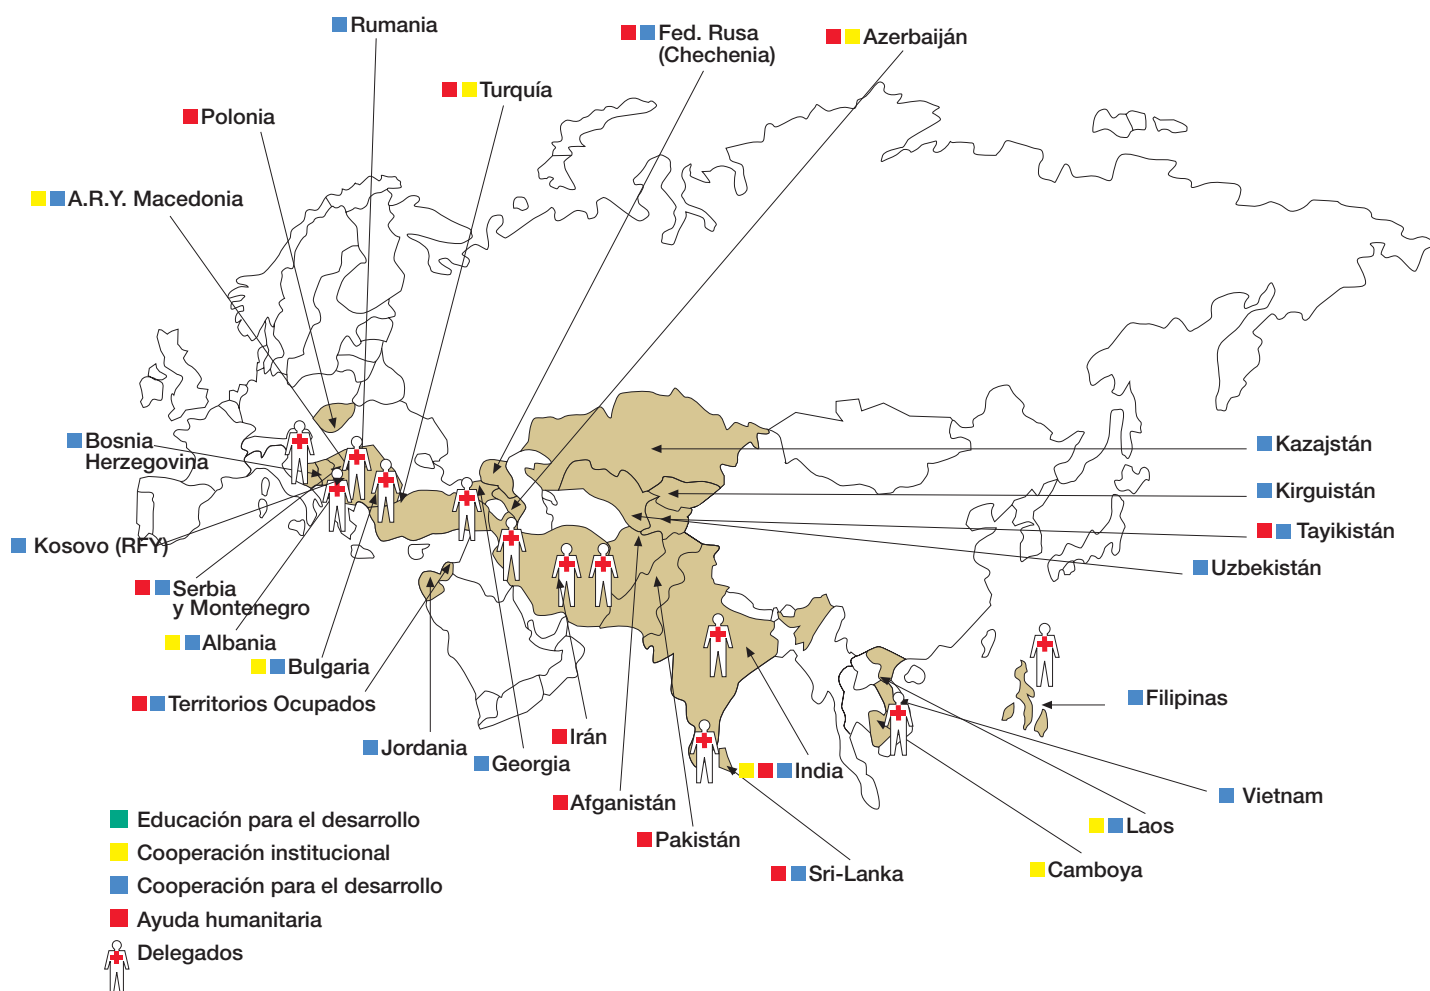 Rumania
Fed. Rusa
(Chechenia)
Azerbaiján
Turquía
Polonia
A.R.Y. Macedonia
Bosnia
Herzegovina
Kazajstán
Kirguistán
Tayikistán
Kosovo (RFY)
Uzbekistán
Serbia
y Montenegro
Albania
Bulgaria
Territorios Ocupados
Filipinas
Jordania
Irán
Georgia
India
Afganistán
Vietnam
Laos
Pakistán
Sri-Lanka
Camboya
Educación para el desarrollo
Cooperación institucional
Cooperación para el desarrollo
Ayuda humanitaria
Delegados